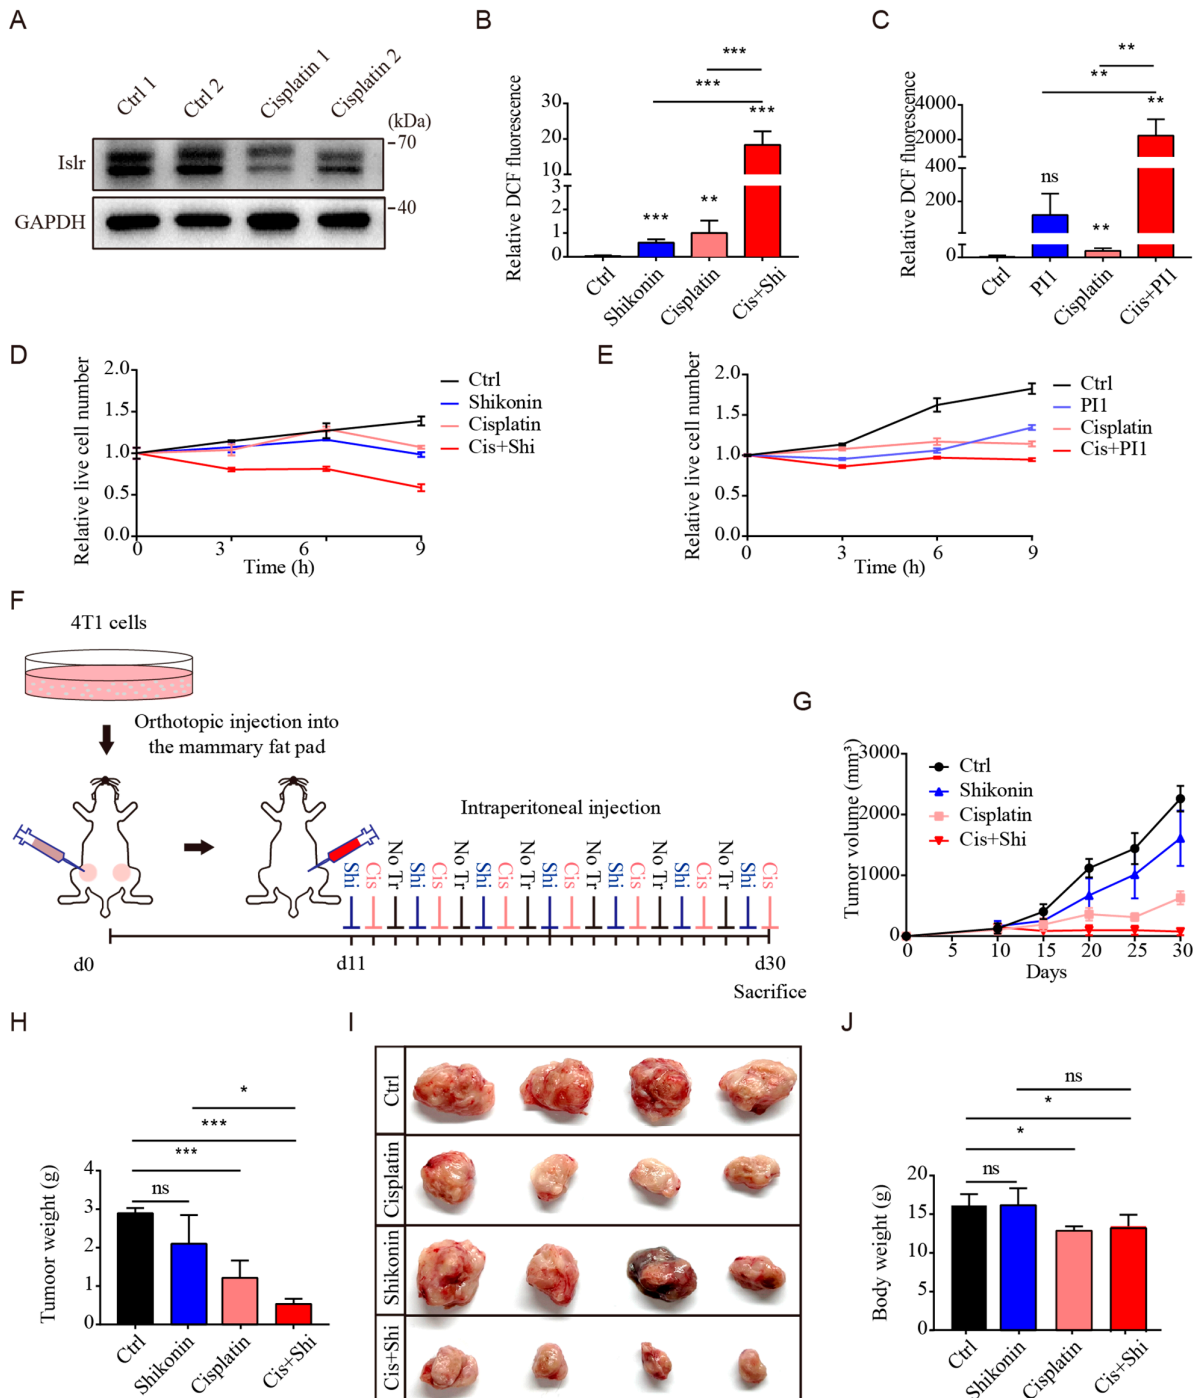 A
Ctrl 1
Ctrl 2
Cisplatin 1
Cisplatin 2
(kDa)
Islr
70
GAPDH
40
B
Relative DCF fluorescence
30
20
10
3
2
1
0
***
**
***
***
***
Ctrl
Shikonin
Cisplatin
Cis+Shi
C
Relative DCF fluorescence
4000
2000
400
200
0
ns
**
**
**
**
Ctrl
PI1
Cisplatin
Ciis+PI1
D
Relative live cell number
2.0
1.5
1.0
0.5
0.0
0
3
6
9
Time (h)
Ctrl
Shikonin
Cisplatin
Cis+Shi
E
Relative live cell number
2.0
1.5
1.0
0.5
0.0
0
3
6
9
Time (h)
Ctrl
PI1
Cisplatin
Cis+PI1
F
4T1 cells
Orthotopic injection into
the mammary fat pad
Intraperitoneal injection
Shi
Cis
No Tr
Shi
Cis
No Tr
Shi
Cis
No Tr
Shi
Cis
No Tr
Shi
Cis
No Tr
Shi
Cis
No Tr
Shi
Cis
d0
d11
d30
Sacrifice
G
Tumor volume (mm³)
3000
2000
1000
0
0
5
10
15
20
25
30
Days
Ctrl
Shikonin
Cisplatin
Cis+Shi
H
Tumor weight (g)
4
3
2
1
0
*
***
***
ns
Ctrl
Shikonin
Cisplatin
Cis+Shi
I
Ctrl
Cisplatin
Shikonin
Cis+Shi
J
Body weight (g)
20
15
10
5
0
ns
*
*
ns
Ctrl
Shikonin
Cisplatin
Cis+Shi